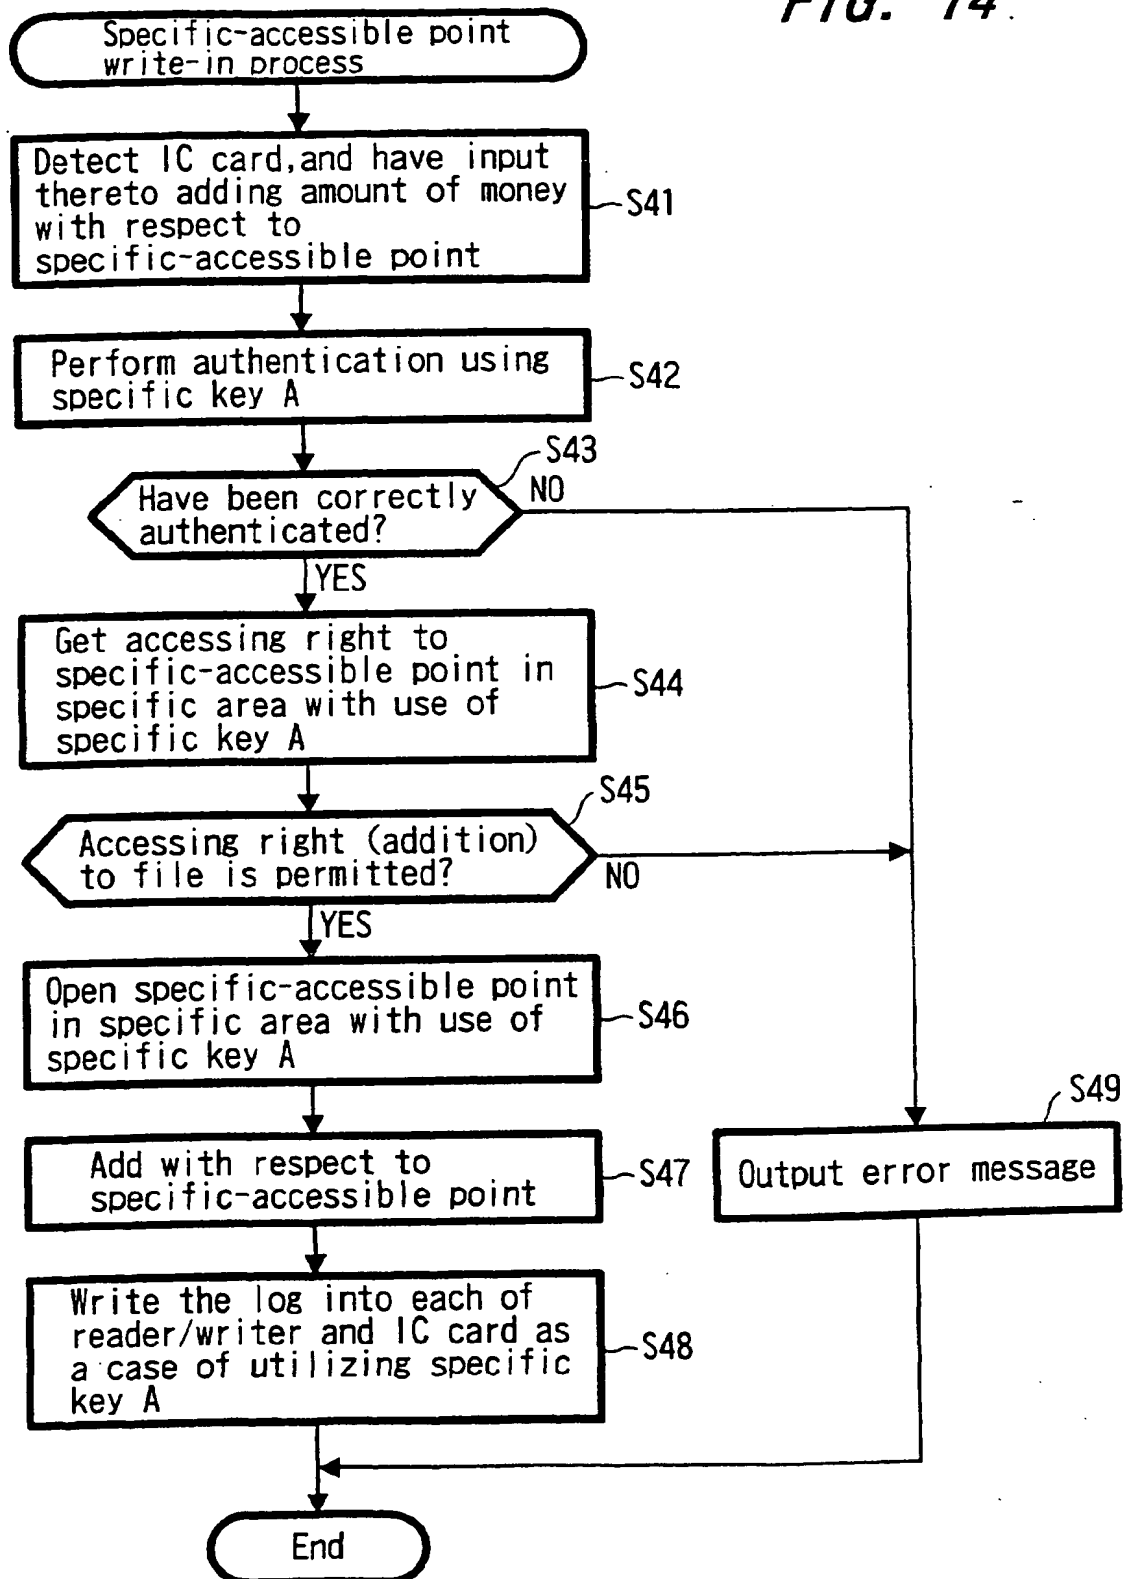 FIG. 14
Specific-accessible point
write-in process
Detect IC card,and have input
thereto adding amount of money
with respect to
specific-accessible point
S41
Perform authentication using
specific key A
S42
S43
Have been correctly
authenticated?
NO
YES
Get accessing right to
specific-accessible point in
specific area with use of
specific key A
S44
S45
Accessing right (addition)
to file is permitted?
NO
YES
Open specific-accessible point
in specific area with use of
specific key A
S46
Add with respect to
specific-accessible point
S47
S49
Output error message
Write the log into each of
reader/writer and IC card as
a case of utilizing specific
key A
S48
End